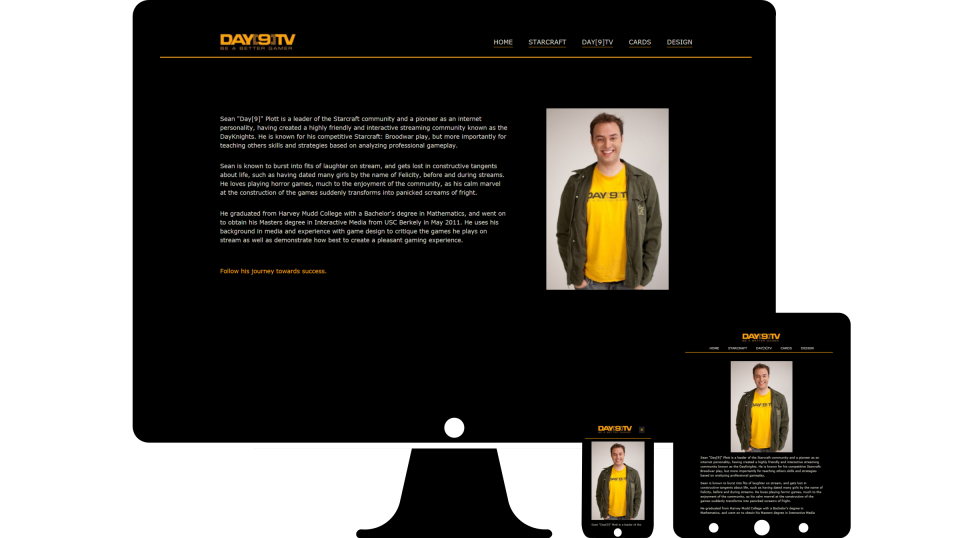 DAY[9]TV
BE A BETTER GAMER
HOME STARCRAFT DAY[9]TV CARDS DESIGN
Sean "Day[9]" Plott is a leader of the Starcraft community and a pioneer as an internet
personality, having created a highly friendly and interactive streaming community known as the
DayKnights. He is known for his competitive Starcraft: Broodwar play, but more importantly for
teaching others skills and strategies based on analyzing professional gameplay.
Sean is known to burst into fits of laughter on stream, and gets lost in constructive tangents
about life, such as having dated many girls by the name of Felicity, before and during streams.
He loves playing horror games, much to the enjoyment of the community, as his calm marvel
at the construction of the games suddenly transforms into panicked screams of fright.
He graduated from Harvey Mudd College with a Bachelor's degree in Mathematics, and went on
to obtain his Masters degree in Interactive Media from USC Berkely in May 2011. He uses his
background in media and experience with game design to critique the games he plays on
stream as well as demonstrate how best to create a pleasant gaming experience.
Follow his journey towards success.
DAY[9]TV
DAY[9]TV
Sean "Day[9]" Plott is a leader of the
DAY[9]TV
HOME STARCRAFT DAY[9]TV CARDS DESIGN
Sean "Day[9]" Plott is a leader of the Starcraft community and a pioneer as an
internet personality, having created a highly friendly and interactive streaming
community known as the DayKnights. He is known for his competitive Starcraft:
Broodwar play, but more importantly for teaching others skills and strategies
based on analyzing professional gameplay.
Sean is known to burst into fits of laughter on stream, and gets lost in
constructive tangents about life, such as having dated many girls by the name of
Felicity, before and during streams. He loves playing horror games, much to the
enjoyment of the community, as his calm marvel at the construction of the
games suddenly transforms into panicked screams of fright.
He graduated from Harvey Mudd College with a Bachelor's degree in
Mathematics, and went on to obtain his Masters degree in Interactive Media